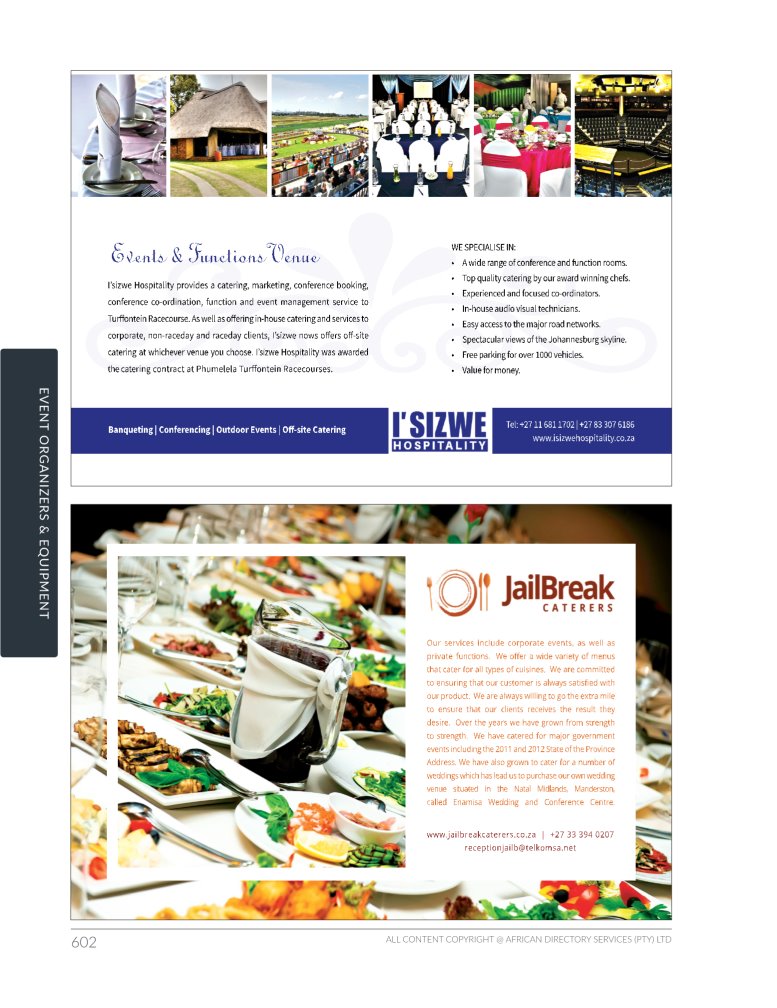 Events & Functions Venue
I'sizwe Hospitality provides a catering, marketing, conference booking,
conference co-ordination, function and event management service to
Turffontein Racecourse. As well as offering in-house catering and services to
corporate, non-raceday and raceday clients, I'sizwe nows offers off-site
catering at whichever venue you choose. I'sizwe Hospitality was awarded
the catering contract at Phumelela Turffontein Racecourses.
WE SPECIALISE IN:
• A wide range of conference and function rooms.
• Top quality catering by our award winning chefs.
• Experienced and focused co-ordinators.
• In-house audio visual technicians.
• Easy access to the major road networks.
• Spectacular views of the Johannesburg skyline.
• Free parking for over 1000 vehicles.
• Value for money.
Banqueting | Conferencing | Outdoor Events | Off-site Catering
I'SIZWE
HOSPITALITY
Tel: +27 11 681 1702 | +27 83 307 6186
www.isizwehospitality.co.za
EVENT ORGANIZERS & EQUIPMENT
JailBreak
CATERERS
Our services include corporate events, as well as
private functions. We offer a wide variety of menus
that cater for all types of cuisines. We are committed
to ensuring that our customer is always satisfied with
our product. We are always willing to go the extra mile
to ensure that our clients receives the result they
desire. Over the years we have grown from strength
to strength. We have catered for major government
events including the 2011 and 2012 State of the Province
Address. We have also grown to cater for a number of
weddings which has lead us to purchase our own wedding
venue situated in the Natal Midlands, Manderston,
called Enamisa Wedding and Conference Centre.
www.jailbreakcaterers.co.za | +27 33 394 0207
receptionjailb@telkomsa.net
602
ALL CONTENT COPYRIGHT @ AFRICAN DIRECTORY SERVICES (PTY) LTD